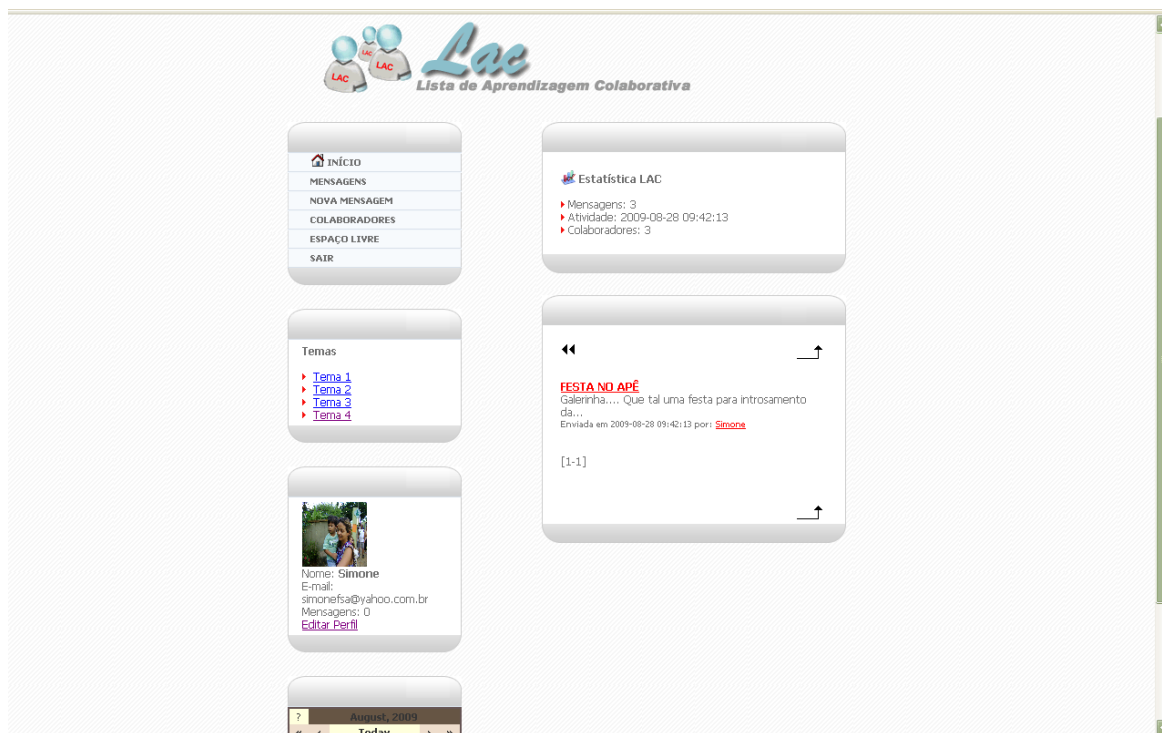 LAC
LAC
LAC
Lac
Lista de Aprendizagem Colaborativa
INÍCIO
MENSAGENS
NOVA MENSAGEM
COLABORADORES
ESPAÇO LIVRE
SAIR
Temas
Tema 1
Tema 2
Tema 3
Tema 4
Nome: Simone
E-mail:
simonefsa@yahoo.com.br
Mensagens: 0
Editar Perfil
? August, 2009
« ‹ Today › »
Estatística LAC
Mensagens: 3
Atividade: 2009-08-28 09:42:13
Colaboradores: 3
FESTA NO APÊ
Galerinha.... Que tal uma festa para introsamento
da...
Enviada em 2009-08-28 09:42:13 por: Simone
[1-1]